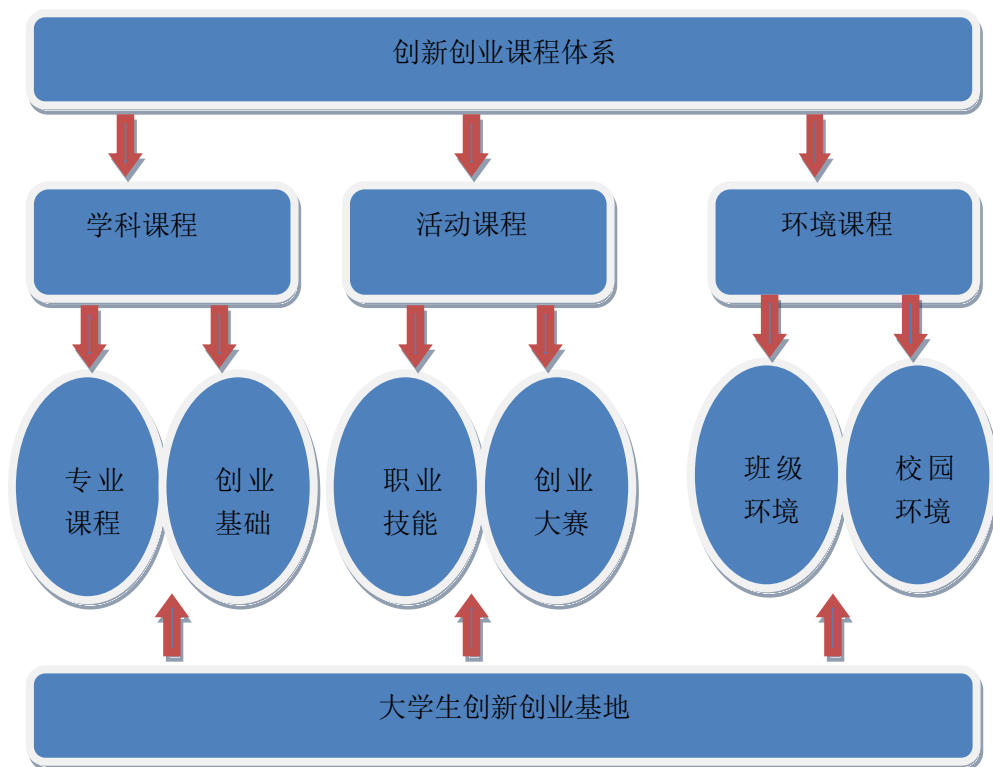 创新创业课程体系
学科课程
活动课程
环境课程
专业
课程
创业
基础
职业
技能
创业
大赛
班级
环境
校园
环境
大学生创新创业基地